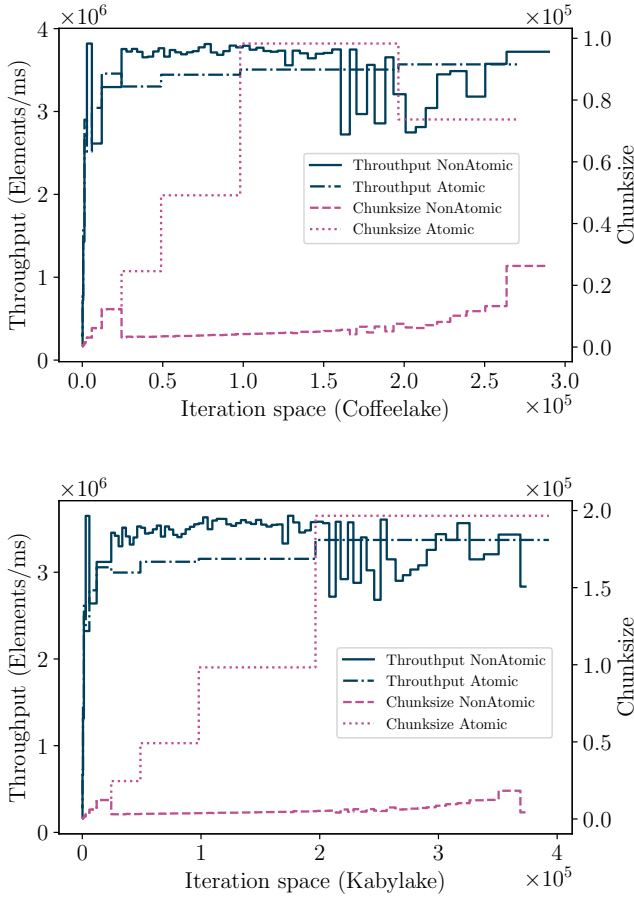 ×10⁶
×10⁵
4
3
2
1
0
1.0
0.8
0.6
0.4
0.2
0.0
Throughput (Elements/ms)
Chunksize
Throuthput NonAtomic
Throuthput Atomic
Chunksize NonAtomic
Chunksize Atomic
0.0
0.5
1.0
1.5
2.0
2.5
3.0
Iteration space (Coffeelake)
×10⁵
×10⁶
×10⁵
3
2
1
0
2.0
1.5
1.0
0.5
0.0
Throughput (Elements/ms)
Chunksize
Throuthput NonAtomic
Throuthput Atomic
Chunksize NonAtomic
Chunksize Atomic
0
1
2
3
4
Iteration space (Kabylake)
×10⁵